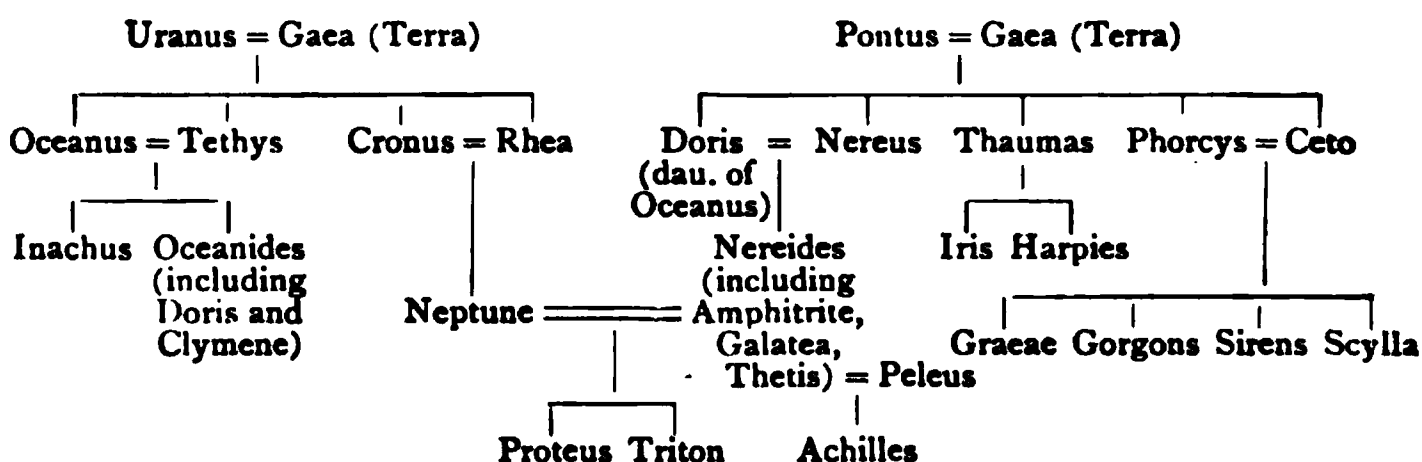 Uranus = Gaea (Terra) Pontus = Gaea (Terra)
Oceanus = Tethys Cronus = Rhea Doris = Nereus Thaumas Phorcys = Ceto
(dau. of
Oceanus)
Inachus Oceanides Nereides Iris Harpies
(including (including
Doris and Neptune Amphitrite,
Clymene) Galatea, Graeae Gorgons Sirens Scylla
Thetis) = Peleus
Proteus Triton Achilles